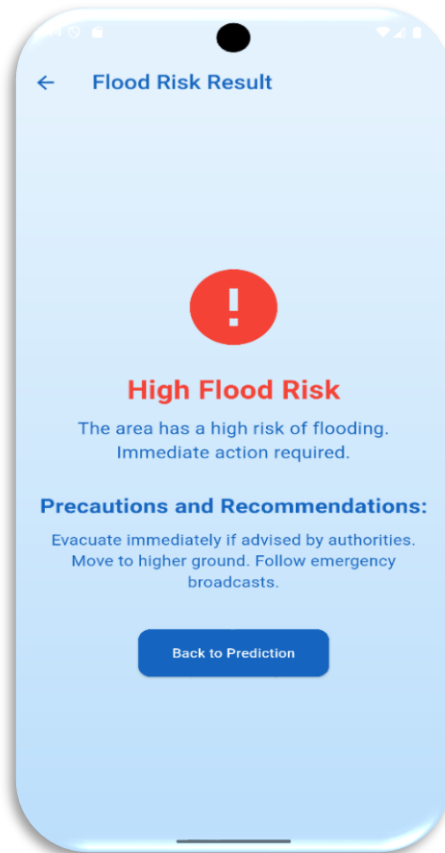 Flood Risk Result
High Flood Risk
The area has a high risk of flooding.
Immediate action required.
Precautions and Recommendations:
Evacuate immediately if advised by authorities.
Move to higher ground. Follow emergency
broadcasts.
Back to Prediction